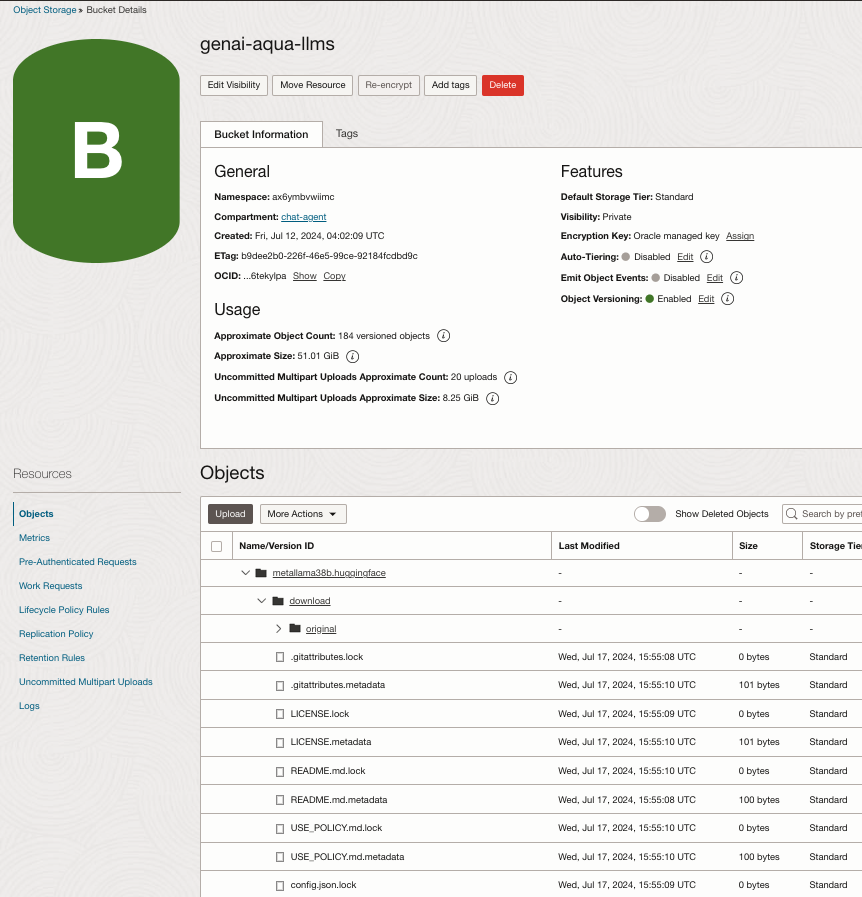 Object Storage » Bucket Details
B
genai-aqua-llms
Edit Visibility Move Resource Re-encrypt Add tags Delete
Bucket Information Tags
General
Namespace: ax6ymbvwiimc
Compartment: chat-agent
Created: Fri, Jul 12, 2024, 04:02:09 UTC
ETag: b9dee2b0-226f-46e5-99ce-92184fcdbd9c
OCID: ...6tekylpa Show Copy
Usage
Approximate Object Count: 184 versioned objects
Approximate Size: 51.01 GiB
Uncommitted Multipart Uploads Approximate Count: 20 uploads
Uncommitted Multipart Uploads Approximate Size: 8.25 GiB
Features
Default Storage Tier: Standard
Visibility: Private
Encryption Key: Oracle managed key Assign
Auto-Tiering: Disabled Edit
Emit Object Events: Disabled Edit
Object Versioning: Enabled Edit
Resources
Objects
Metrics
Pre-Authenticated Requests
Work Requests
Lifecycle Policy Rules
Replication Policy
Retention Rules
Uncommitted Multipart Uploads
Logs
Objects
Upload More Actions Show Deleted Objects Search by pref
Name/Version ID Last Modified Size Storage Tier
metallama38b.huggingface - - -
download - - -
original - - -
.gitattributes.lock Wed, Jul 17, 2024, 15:55:08 UTC 0 bytes Standard
.gitattributes.metadata Wed, Jul 17, 2024, 15:55:10 UTC 101 bytes Standard
LICENSE.lock Wed, Jul 17, 2024, 15:55:09 UTC 0 bytes Standard
LICENSE.metadata Wed, Jul 17, 2024, 15:55:10 UTC 101 bytes Standard
README.md.lock Wed, Jul 17, 2024, 15:55:10 UTC 0 bytes Standard
README.md.metadata Wed, Jul 17, 2024, 15:55:08 UTC 100 bytes Standard
USE_POLICY.md.lock Wed, Jul 17, 2024, 15:55:10 UTC 0 bytes Standard
USE_POLICY.md.metadata Wed, Jul 17, 2024, 15:55:10 UTC 100 bytes Standard
config.json.lock Wed, Jul 17, 2024, 15:55:09 UTC 0 bytes Standard